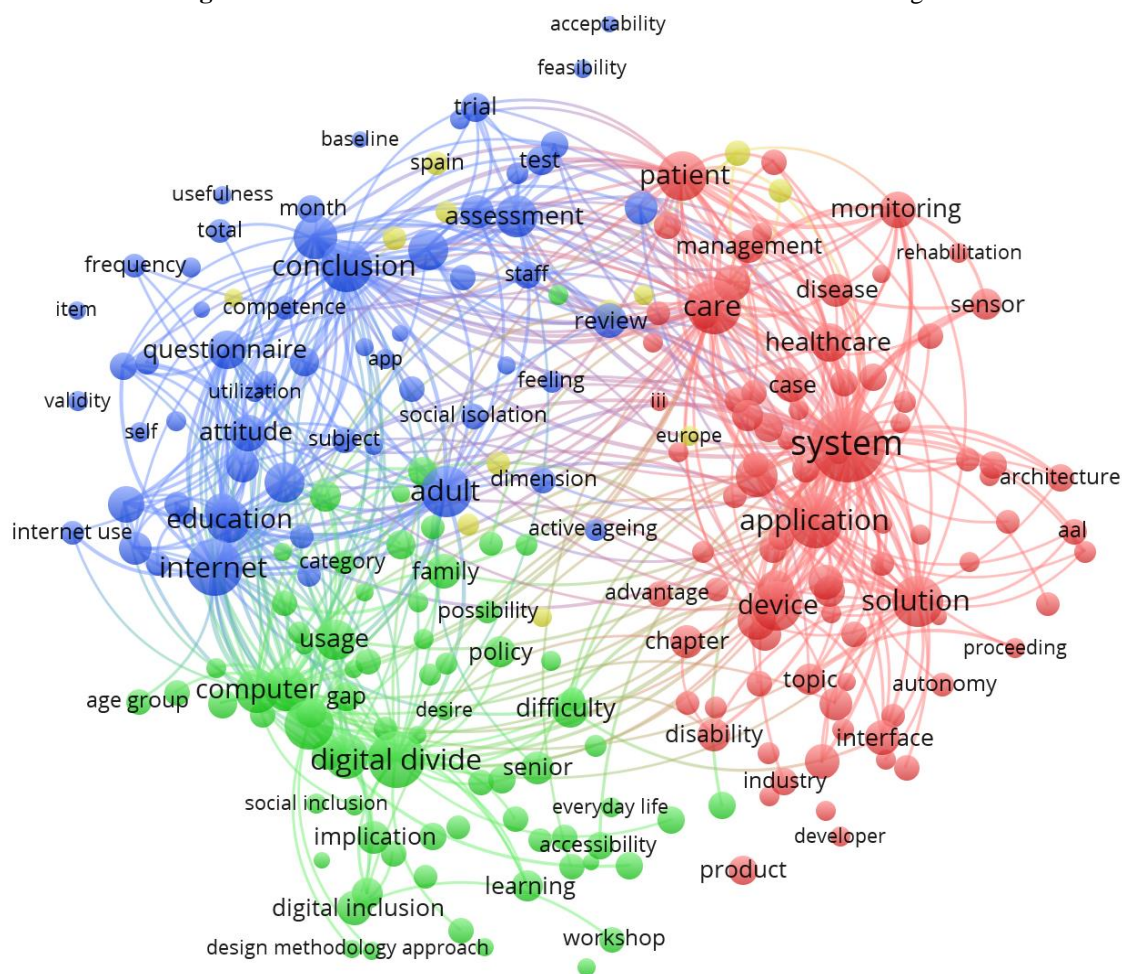 acceptability
feasibility
trial
baseline
spain
test
patient
usefulness
month
assessment
monitoring
total
management
rehabilitation
frequency
conclusion
staff
disease
item
competence
care
sensor
review
questionnaire
healthcare
app
utilization
feeling
case
validity
social isolation
iii
self
attitude
subject
europe
system
adult
dimension
architecture
education
active ageing
application
internet use
aal
internet
category
family
advantage
device
solution
possibility
usage
policy
chapter
proceeding
age group
computer
gap
desire
difficulty
topic
autonomy
disability
interface
digital divide
senior
industry
social inclusion
everyday life
implication
accessibility
developer
learning
product
digital inclusion
design methodology approach
workshop